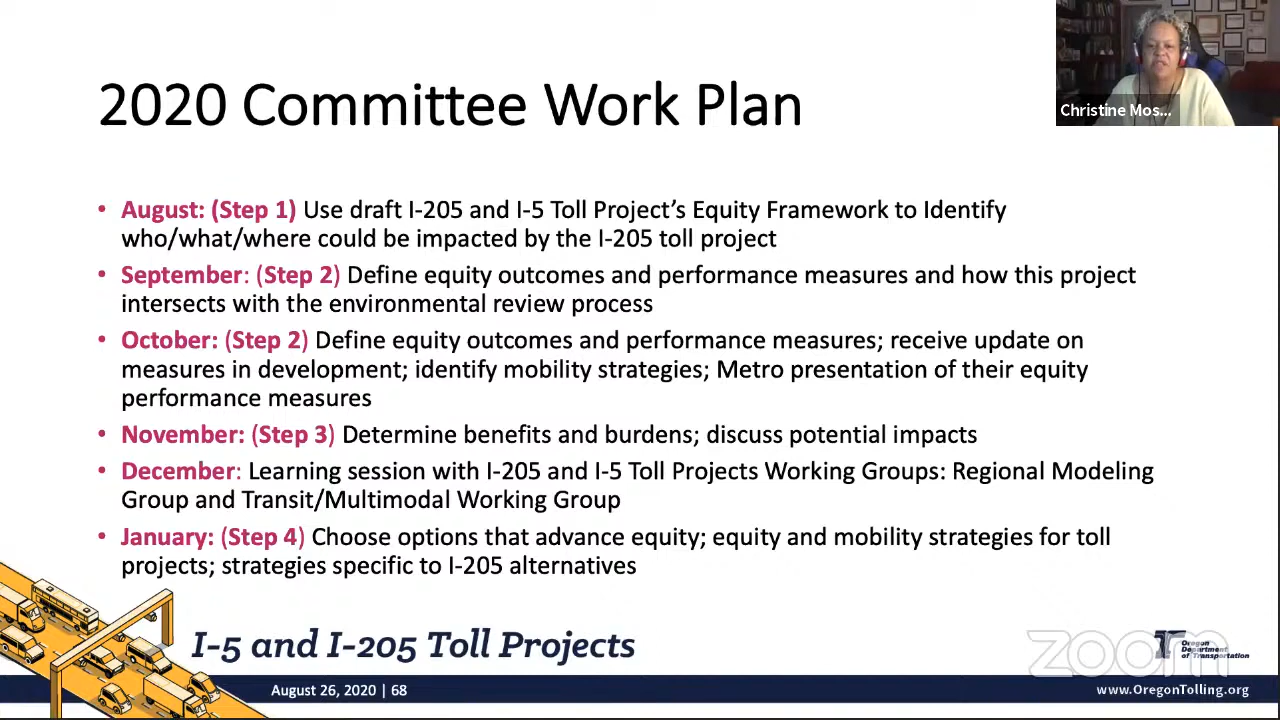 2020 Committee Work Plan
Christine Mos...
• August: (Step 1) Use draft I-205 and I-5 Toll Project's Equity Framework to Identify
who/what/where could be impacted by the I-205 toll project
• September: (Step 2) Define equity outcomes and performance measures and how this project
intersects with the environmental review process
• October: (Step 2) Define equity outcomes and performance measures; receive update on
measures in development; identify mobility strategies; Metro presentation of their equity
performance measures
• November: (Step 3) Determine benefits and burdens; discuss potential impacts
• December: Learning session with I-205 and I-5 Toll Projects Working Groups: Regional Modeling
Group and Transit/Multimodal Working Group
• January: (Step 4) Choose options that advance equity; equity and mobility strategies for toll
projects; strategies specific to I-205 alternatives
I-5 and I-205 Toll Projects
zoom
Oregon
Department
of Transportation
August 26, 2020 | 68
www.OregonTolling.org